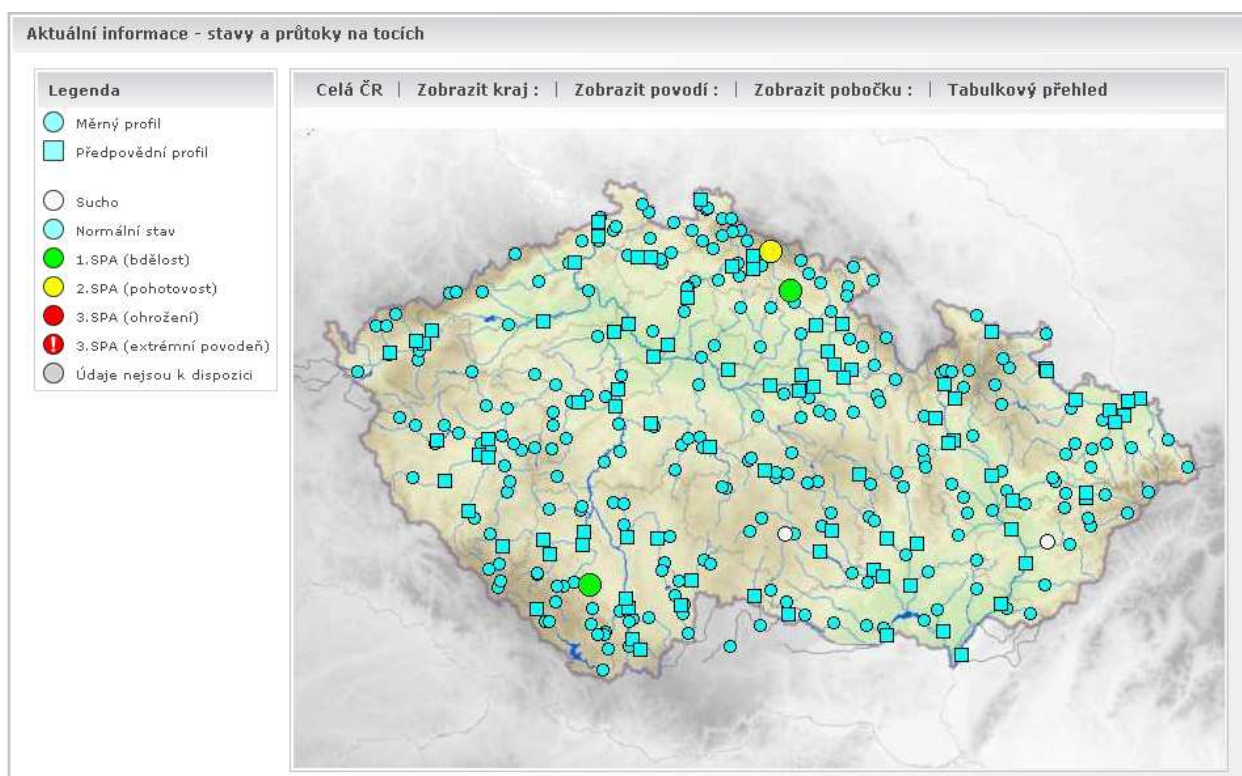 Aktuální informace - stavy a průtoky na tocích
Legenda
Měrný profil
Předpovědní profil
Sucho
Normální stav
1.SPA (bdělost)
2.SPA (pohotovost)
3.SPA (ohrožení)
3.SPA (extrémní povodeň)
Údaje nejsou k dispozici
Celá ČR | Zobrazit kraj : | Zobrazit povodí : | Zobrazit pobočku : | Tabulkový přehled